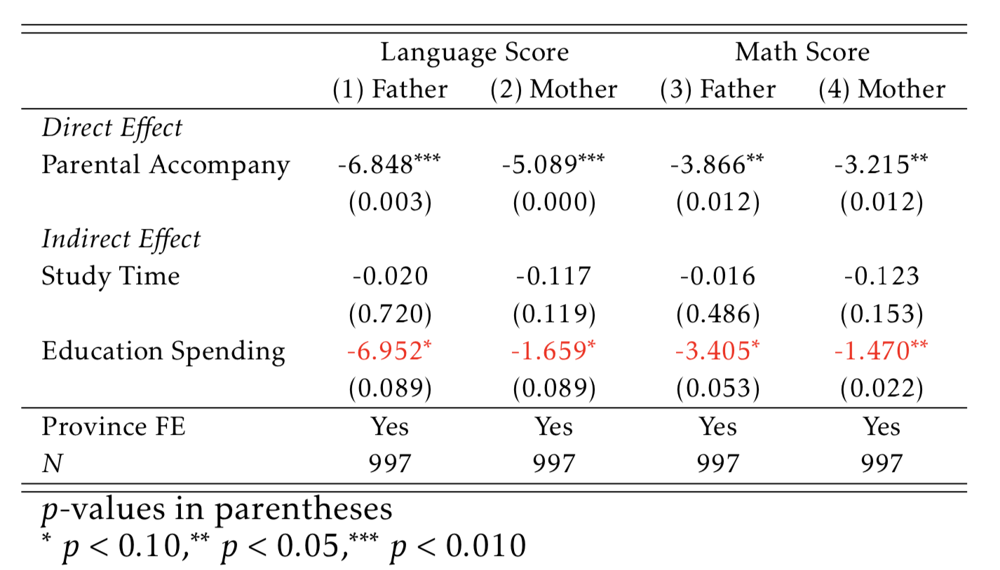 Language Score Math Score
(1) Father (2) Mother (3) Father (4) Mother
Direct Effect
Parental Accompany -6.848*** -5.089*** -3.866** -3.215**
(0.003) (0.000) (0.012) (0.012)
Indirect Effect
Study Time -0.020 -0.117 -0.016 -0.123
(0.720) (0.119) (0.486) (0.153)
Education Spending -6.952* -1.659* -3.405* -1.470**
(0.089) (0.089) (0.053) (0.022)
Province FE Yes Yes Yes Yes
N 997 997 997 997
p-values in parentheses
* p < 0.10,** p < 0.05,*** p < 0.010